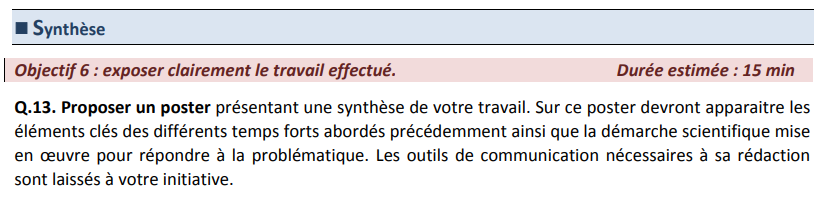 ■ Synthèse
Objectif 6 : exposer clairement le travail effectué. Durée estimée : 15 min
Q.13. Proposer un poster présentant une synthèse de votre travail. Sur ce poster devront apparaitre les
éléments clés des différents temps forts abordés précédemment ainsi que la démarche scientifique mise
en œuvre pour répondre à la problématique. Les outils de communication nécessaires à sa rédaction
sont laissés à votre initiative.